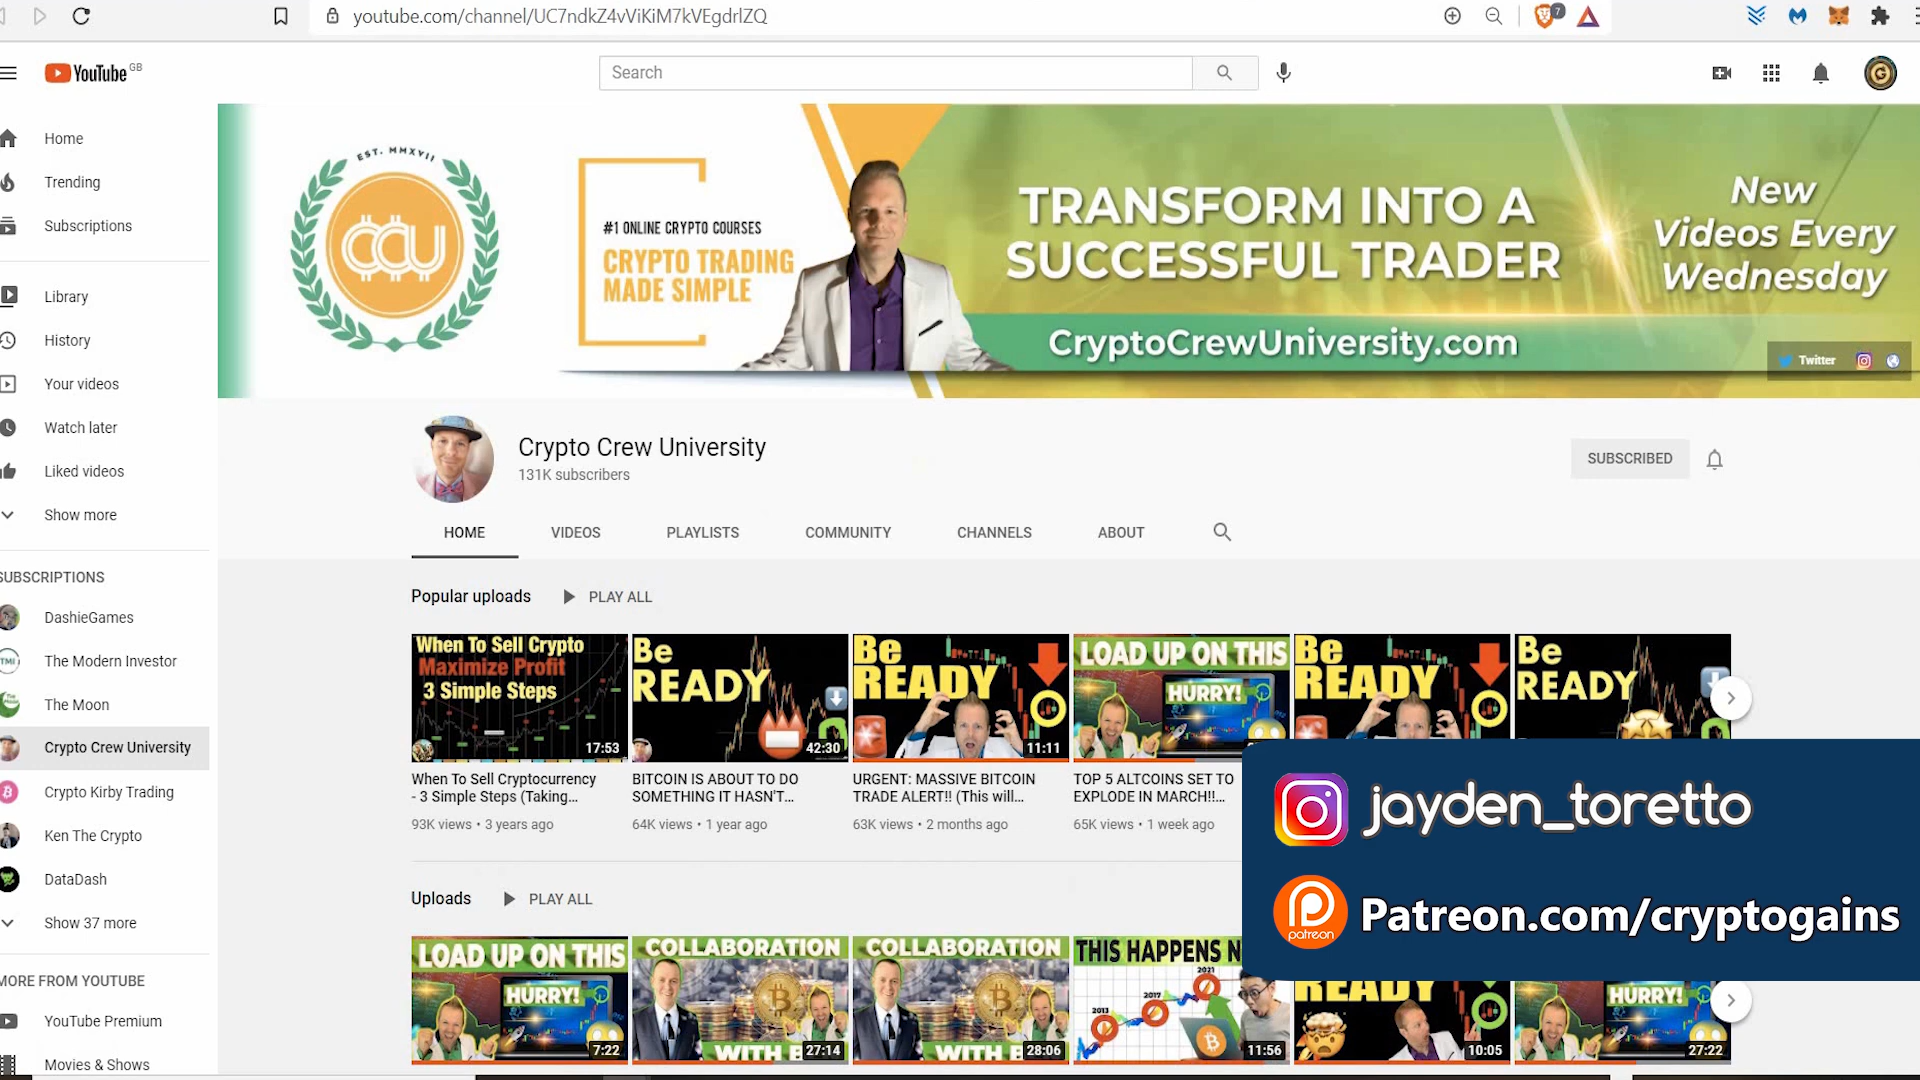 youtube.com/channel/UC7ndkZ4vViKiM7kVEgdrlZQ
7
YouTube GB
Search
Home
Trending
Subscriptions
Library
History
Your videos
Watch later
Liked videos
Show more
SUBSCRIPTIONS
DashieGames
The Modern Investor
The Moon
Crypto Crew University
Crypto Kirby Trading
Ken The Crypto
DataDash
Show 37 more
MORE FROM YOUTUBE
YouTube Premium
Movies & Shows
EST. MMXVII
CCU
#1 ONLINE CRYPTO COURSES
CRYPTO TRADING
MADE SIMPLE
TRANSFORM INTO A
SUCCESSFUL TRADER
CryptoCrewUniversity.com
New
Videos Every
Wednesday
Twitter
Crypto Crew University
131K subscribers
SUBSCRIBED
HOME VIDEOS PLAYLISTS COMMUNITY CHANNELS ABOUT
Popular uploads PLAY ALL
When To Sell Crypto
Maximize Profit
3 Simple Steps
17:53
When To Sell Cryptocurrency
- 3 Simple Steps (Taking...
93K views • 3 years ago
Be
READY
42:30
BITCOIN IS ABOUT TO DO
SOMETHING IT HASN'T...
64K views • 1 year ago
Be
READY
11:11
URGENT: MASSIVE BITCOIN
TRADE ALERT!! (This will...
63K views • 2 months ago
LOAD UP ON THIS
HURRY!
TOP 5 ALTCOINS SET TO
EXPLODE IN MARCH!!...
65K views • 1 week ago
Be
READY
Be
READY
jayden_toretto
patreon
Patreon.com/cryptogains
Uploads PLAY ALL
LOAD UP ON THIS
HURRY!
7:22
COLLABORATION
WITH B
27:14
COLLABORATION
WITH B
28:06
THIS HAPPENS N
2013
2017
2021
11:56
READY
10:05
HURRY!
27:22